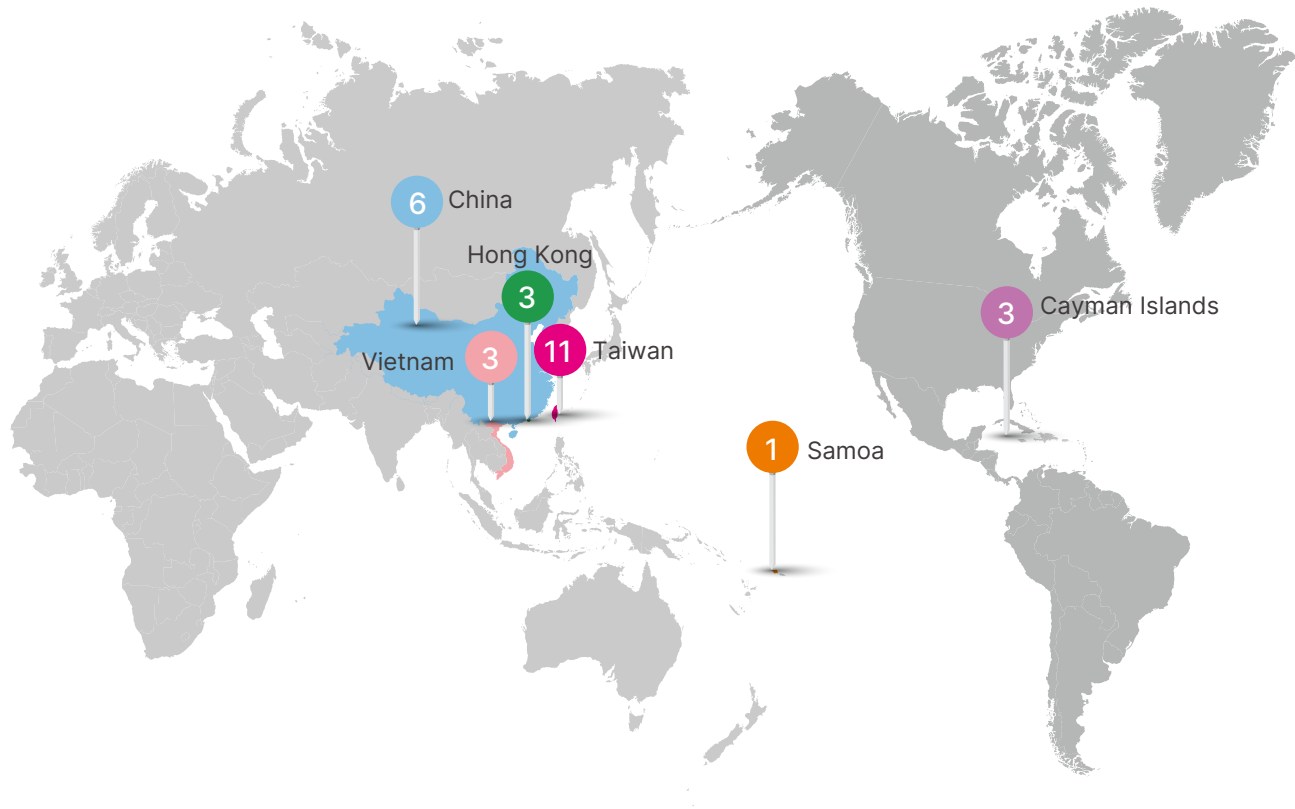 6 China
Hong Kong
3
Vietnam 3
11 Taiwan
3 Cayman Islands
1 Samoa